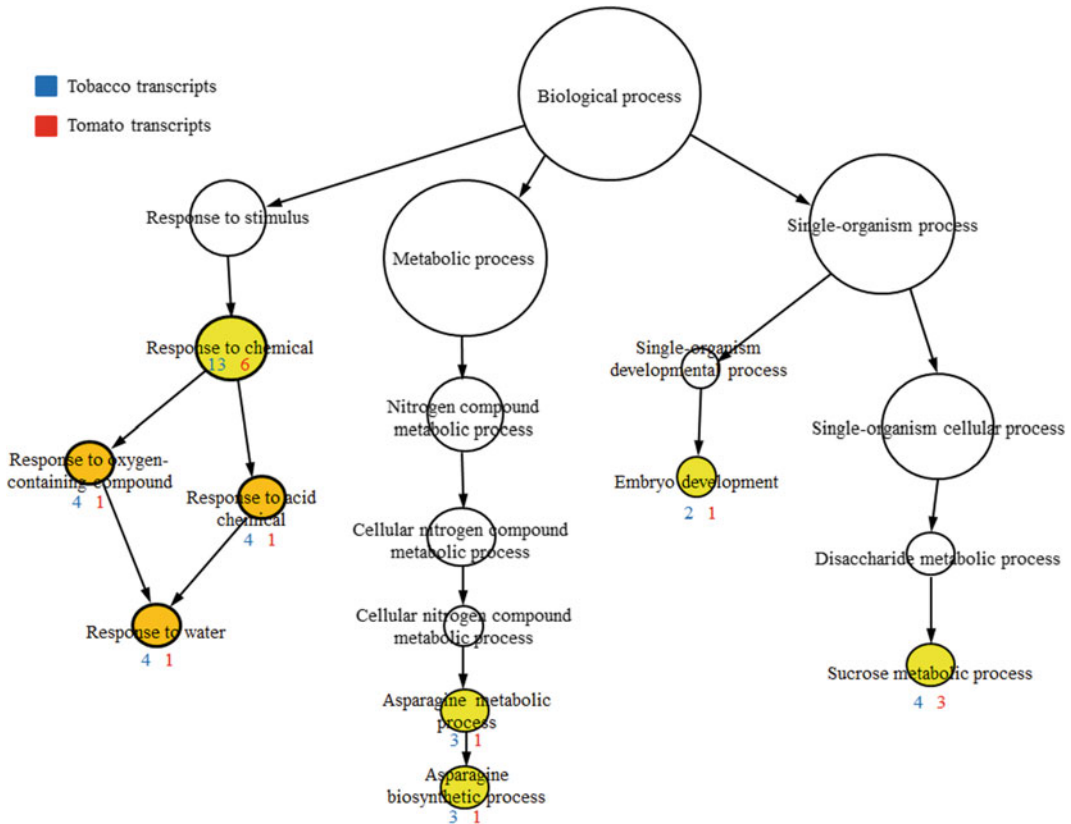 Biological process
Tobacco transcripts
Tomato transcripts
Response to stimulus
Metabolic process
Single-organism process
Response to chemical
13 6
Single-organism
developmental process
Nitrogen compound
metabolic process
Single-organism cellular process
Response to oxygen-
containing-compound
4 1
Response to acid
chemical
4 1
Embryo development
2 1
Cellular nitrogen compound
metabolic process
Disaccharide metabolic process
Cellular nitrogen compound
metabolic process
Response to water
4 1
Sucrose metabolic process
4 3
Asparagine metabolic
process
3 1
Asparagine
biosynthetic process
3 1